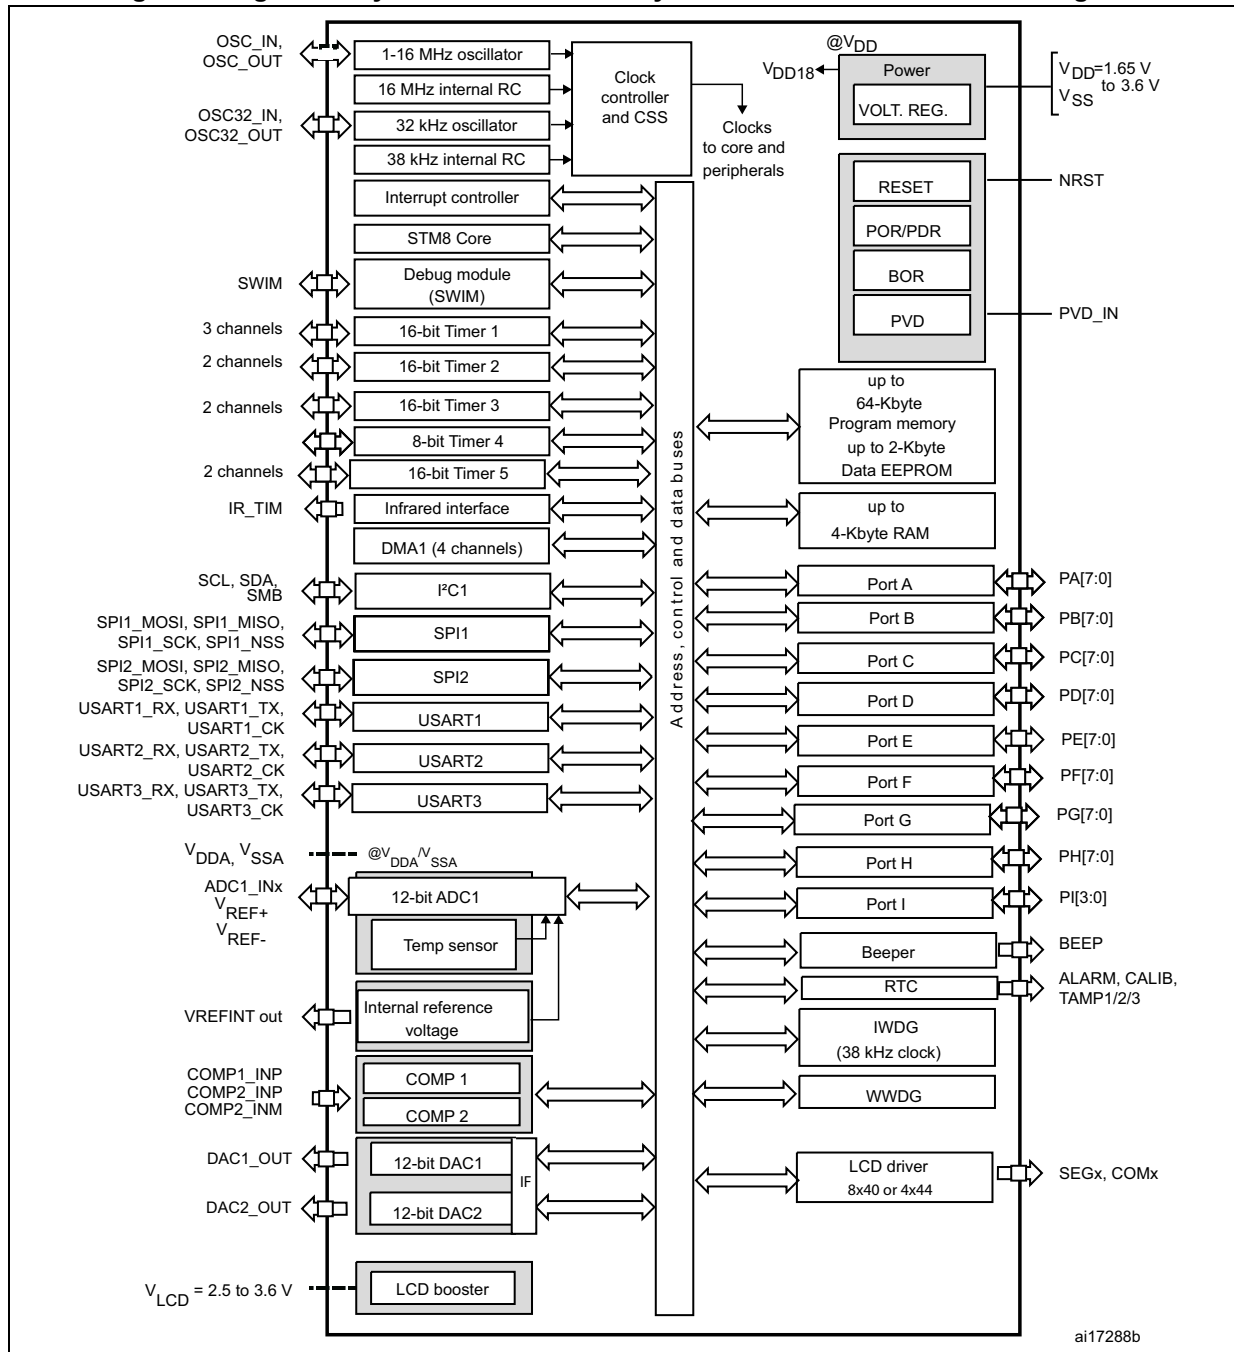 OSC_IN,
OSC_OUT
1-16 MHz oscillator
16 MHz internal RC
OSC32_IN,
OSC32_OUT
32 kHz oscillator
38 kHz internal RC
Clock
controller
and CSS
Clocks
to core and
peripherals
@VDD
VDD18
Power
VOLT. REG.
VDD=1.65 V
to 3.6 V
VSS
RESET
NRST
POR/PDR
BOR
PVD
PVD_IN
Interrupt controller
STM8 Core
SWIM
Debug module
(SWIM)
3 channels
16-bit Timer 1
2 channels
16-bit Timer 2
2 channels
16-bit Timer 3
8-bit Timer 4
2 channels
16-bit Timer 5
IR_TIM
Infrared interface
DMA1 (4 channels)
SCL, SDA,
SMB
I²C1
SPI1_MOSI, SPI1_MISO,
SPI1_SCK, SPI1_NSS
SPI1
SPI2_MOSI, SPI2_MISO,
SPI2_SCK, SPI2_NSS
SPI2
USART1_RX, USART1_TX,
USART1_CK
USART1
USART2_RX, USART2_TX,
USART2_CK
USART2
USART3_RX, USART3_TX,
USART3_CK
USART3
VDDA, VSSA
@VDDA/VSSA
ADC1_INx
VREF+
VREF-
12-bit ADC1
Temp sensor
VREFINT out
Internal reference
voltage
COMP1_INP
COMP2_INP
COMP2_INM
COMP 1
COMP 2
DAC1_OUT
12-bit DAC1
IF
DAC2_OUT
12-bit DAC2
VLCD = 2.5 to 3.6 V
LCD booster
Address, control and data buses
up to
64-Kbyte
Program memory
up to 2-Kbyte
Data EEPROM
up to
4-Kbyte RAM
Port A
PA[7:0]
Port B
PB[7:0]
Port C
PC[7:0]
Port D
PD[7:0]
Port E
PE[7:0]
Port F
PF[7:0]
Port G
PG[7:0]
Port H
PH[7:0]
Port I
PI[3:0]
Beeper
BEEP
RTC
ALARM, CALIB,
TAMP1/2/3
IWDG
(38 kHz clock)
WWDG
LCD driver
8x40 or 4x44
SEGx, COMx
ai17288b